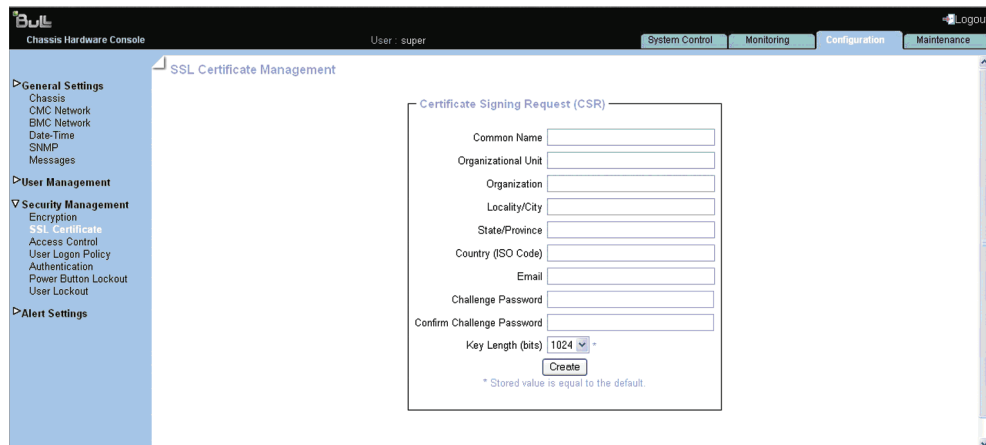 Bull
Logou
Chassis Hardware Console
User : super
System Control
Monitoring
Configuration
Maintenance
SSL Certificate Management
General Settings
Chassis
CMC Network
BMC Network
Date-Time
SNMP
Messages
User Management
Security Management
Encryption
SSL Certificate
Access Control
User Logon Policy
Authentication
Power Button Lockout
User Lockout
Alert Settings
Certificate Signing Request (CSR)
Common Name
Organizational Unit
Organization
Locality/City
State/Province
Country (ISO Code)
Email
Challenge Password
Confirm Challenge Password
Key Length (bits) 1024 *
Create
* Stored value is equal to the default.